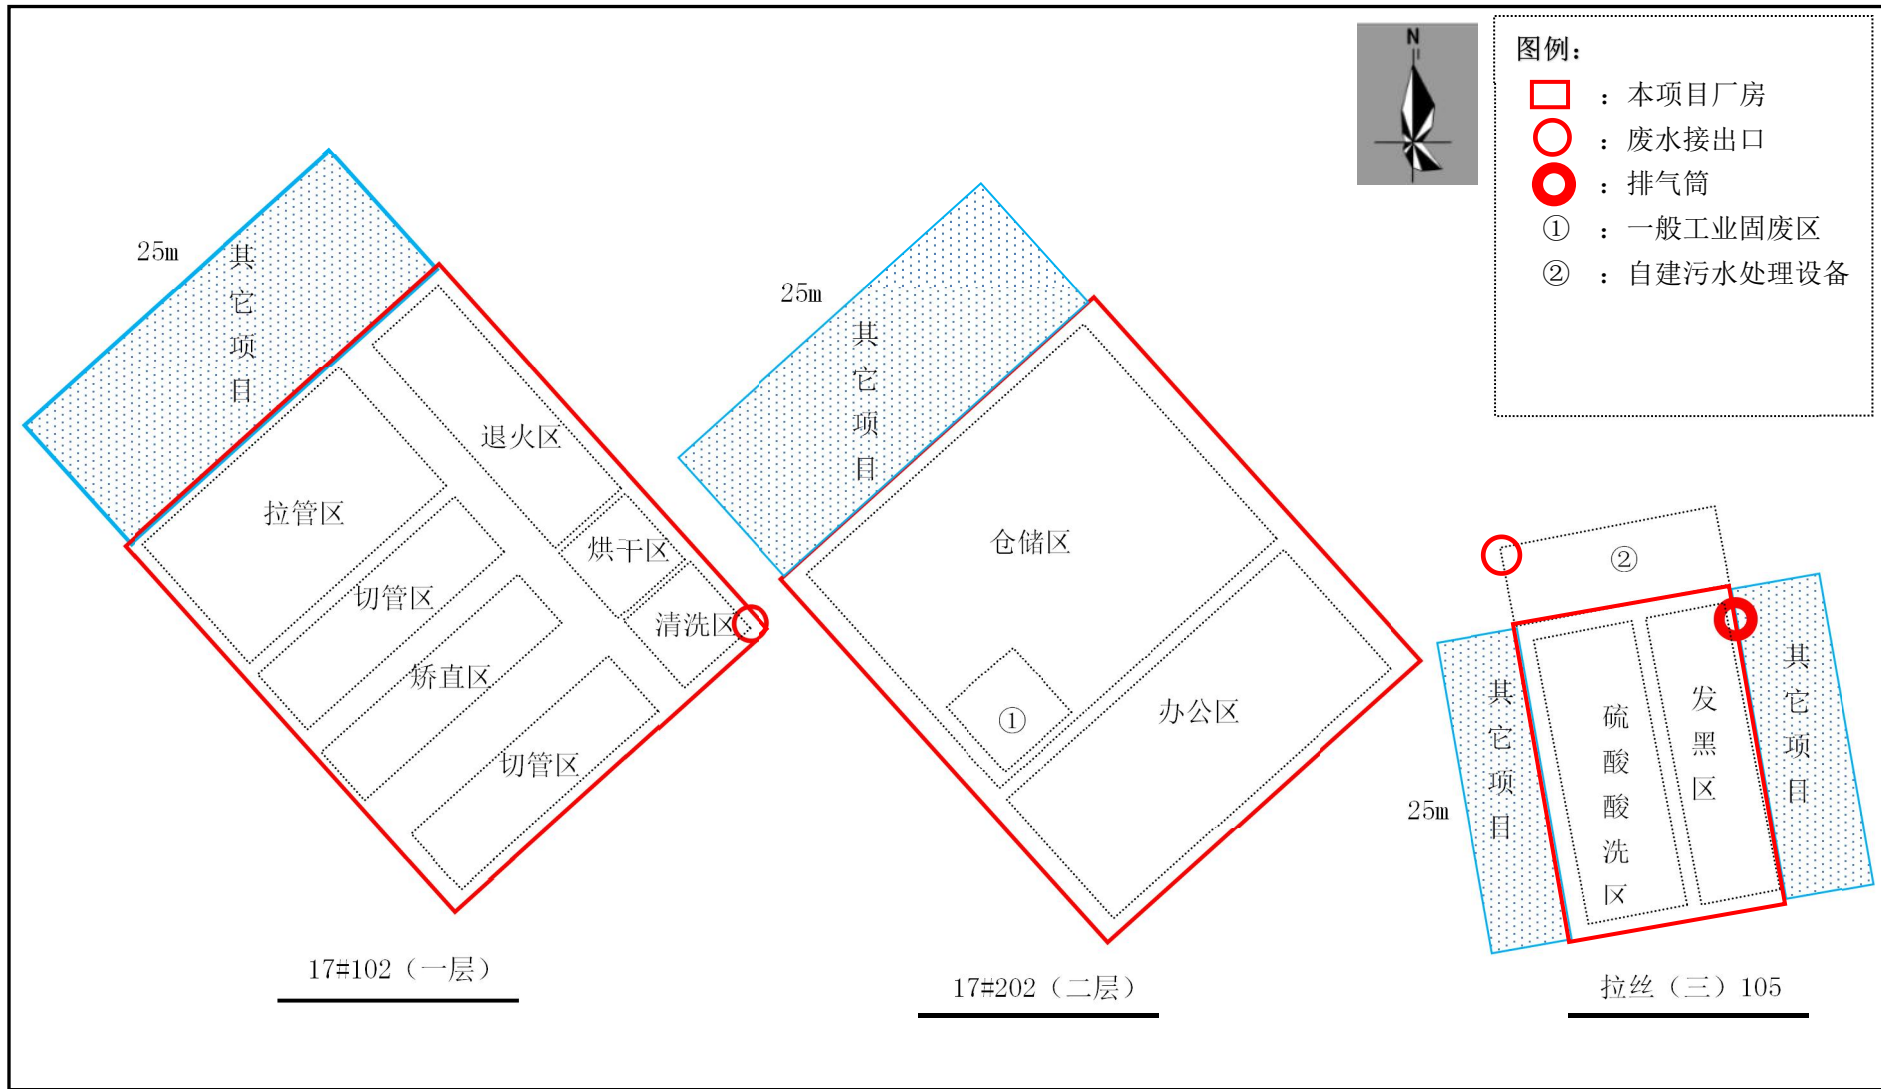 N
图例：
：本项目厂房
：废水接出口
：排气筒
①：一般工业固废区
②：自建污水处理设备
25m
其它项目
退火区
拉管区
烘干区
切管区
清洗区
矫直区
切管区
17#102（一层）
25m
其它项目
仓储区
①
办公区
17#202（二层）
②
其它项目
其它项目
发黑区
硫酸酸洗区
25m
拉丝（三）105